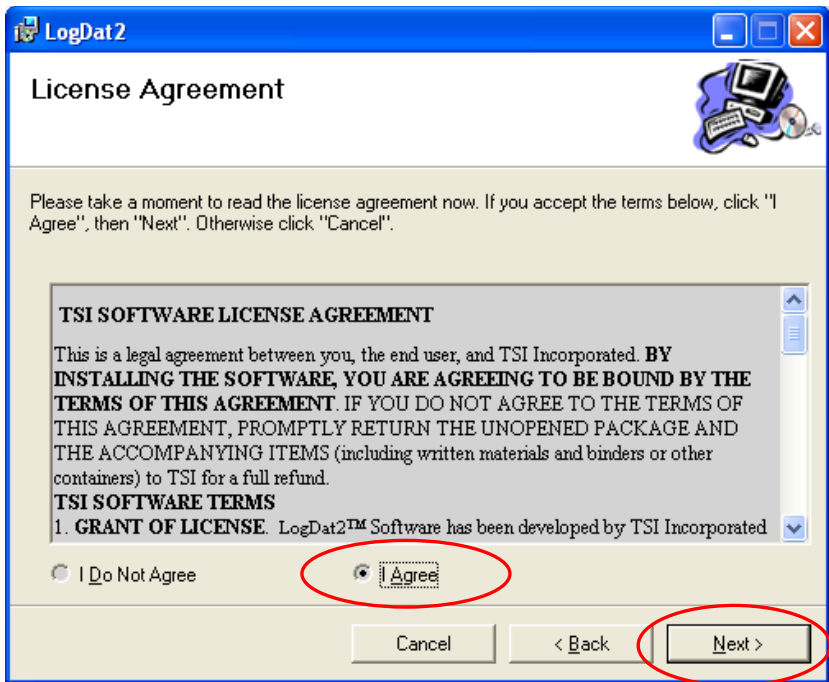 LogDat2
License Agreement
Please take a moment to read the license agreement now. If you accept the terms below, click "I
Agree", then "Next". Otherwise click "Cancel".
TSI SOFTWARE LICENSE AGREEMENT
This is a legal agreement between you, the end user, and TSI Incorporated. BY
INSTALLING THE SOFTWARE, YOU ARE AGREEING TO BE BOUND BY THE
TERMS OF THIS AGREEMENT. IF YOU DO NOT AGREE TO THE TERMS OF
THIS AGREEMENT, PROMPTLY RETURN THE UNOPENED PACKAGE AND
THE ACCOMPANYING ITEMS (including written materials and binders or other
containers) to TSI for a full refund.
TSI SOFTWARE TERMS
1. GRANT OF LICENSE. LogDat2™ Software has been developed by TSI Incorporated
I Do Not Agree I Agree
Cancel < Back Next >